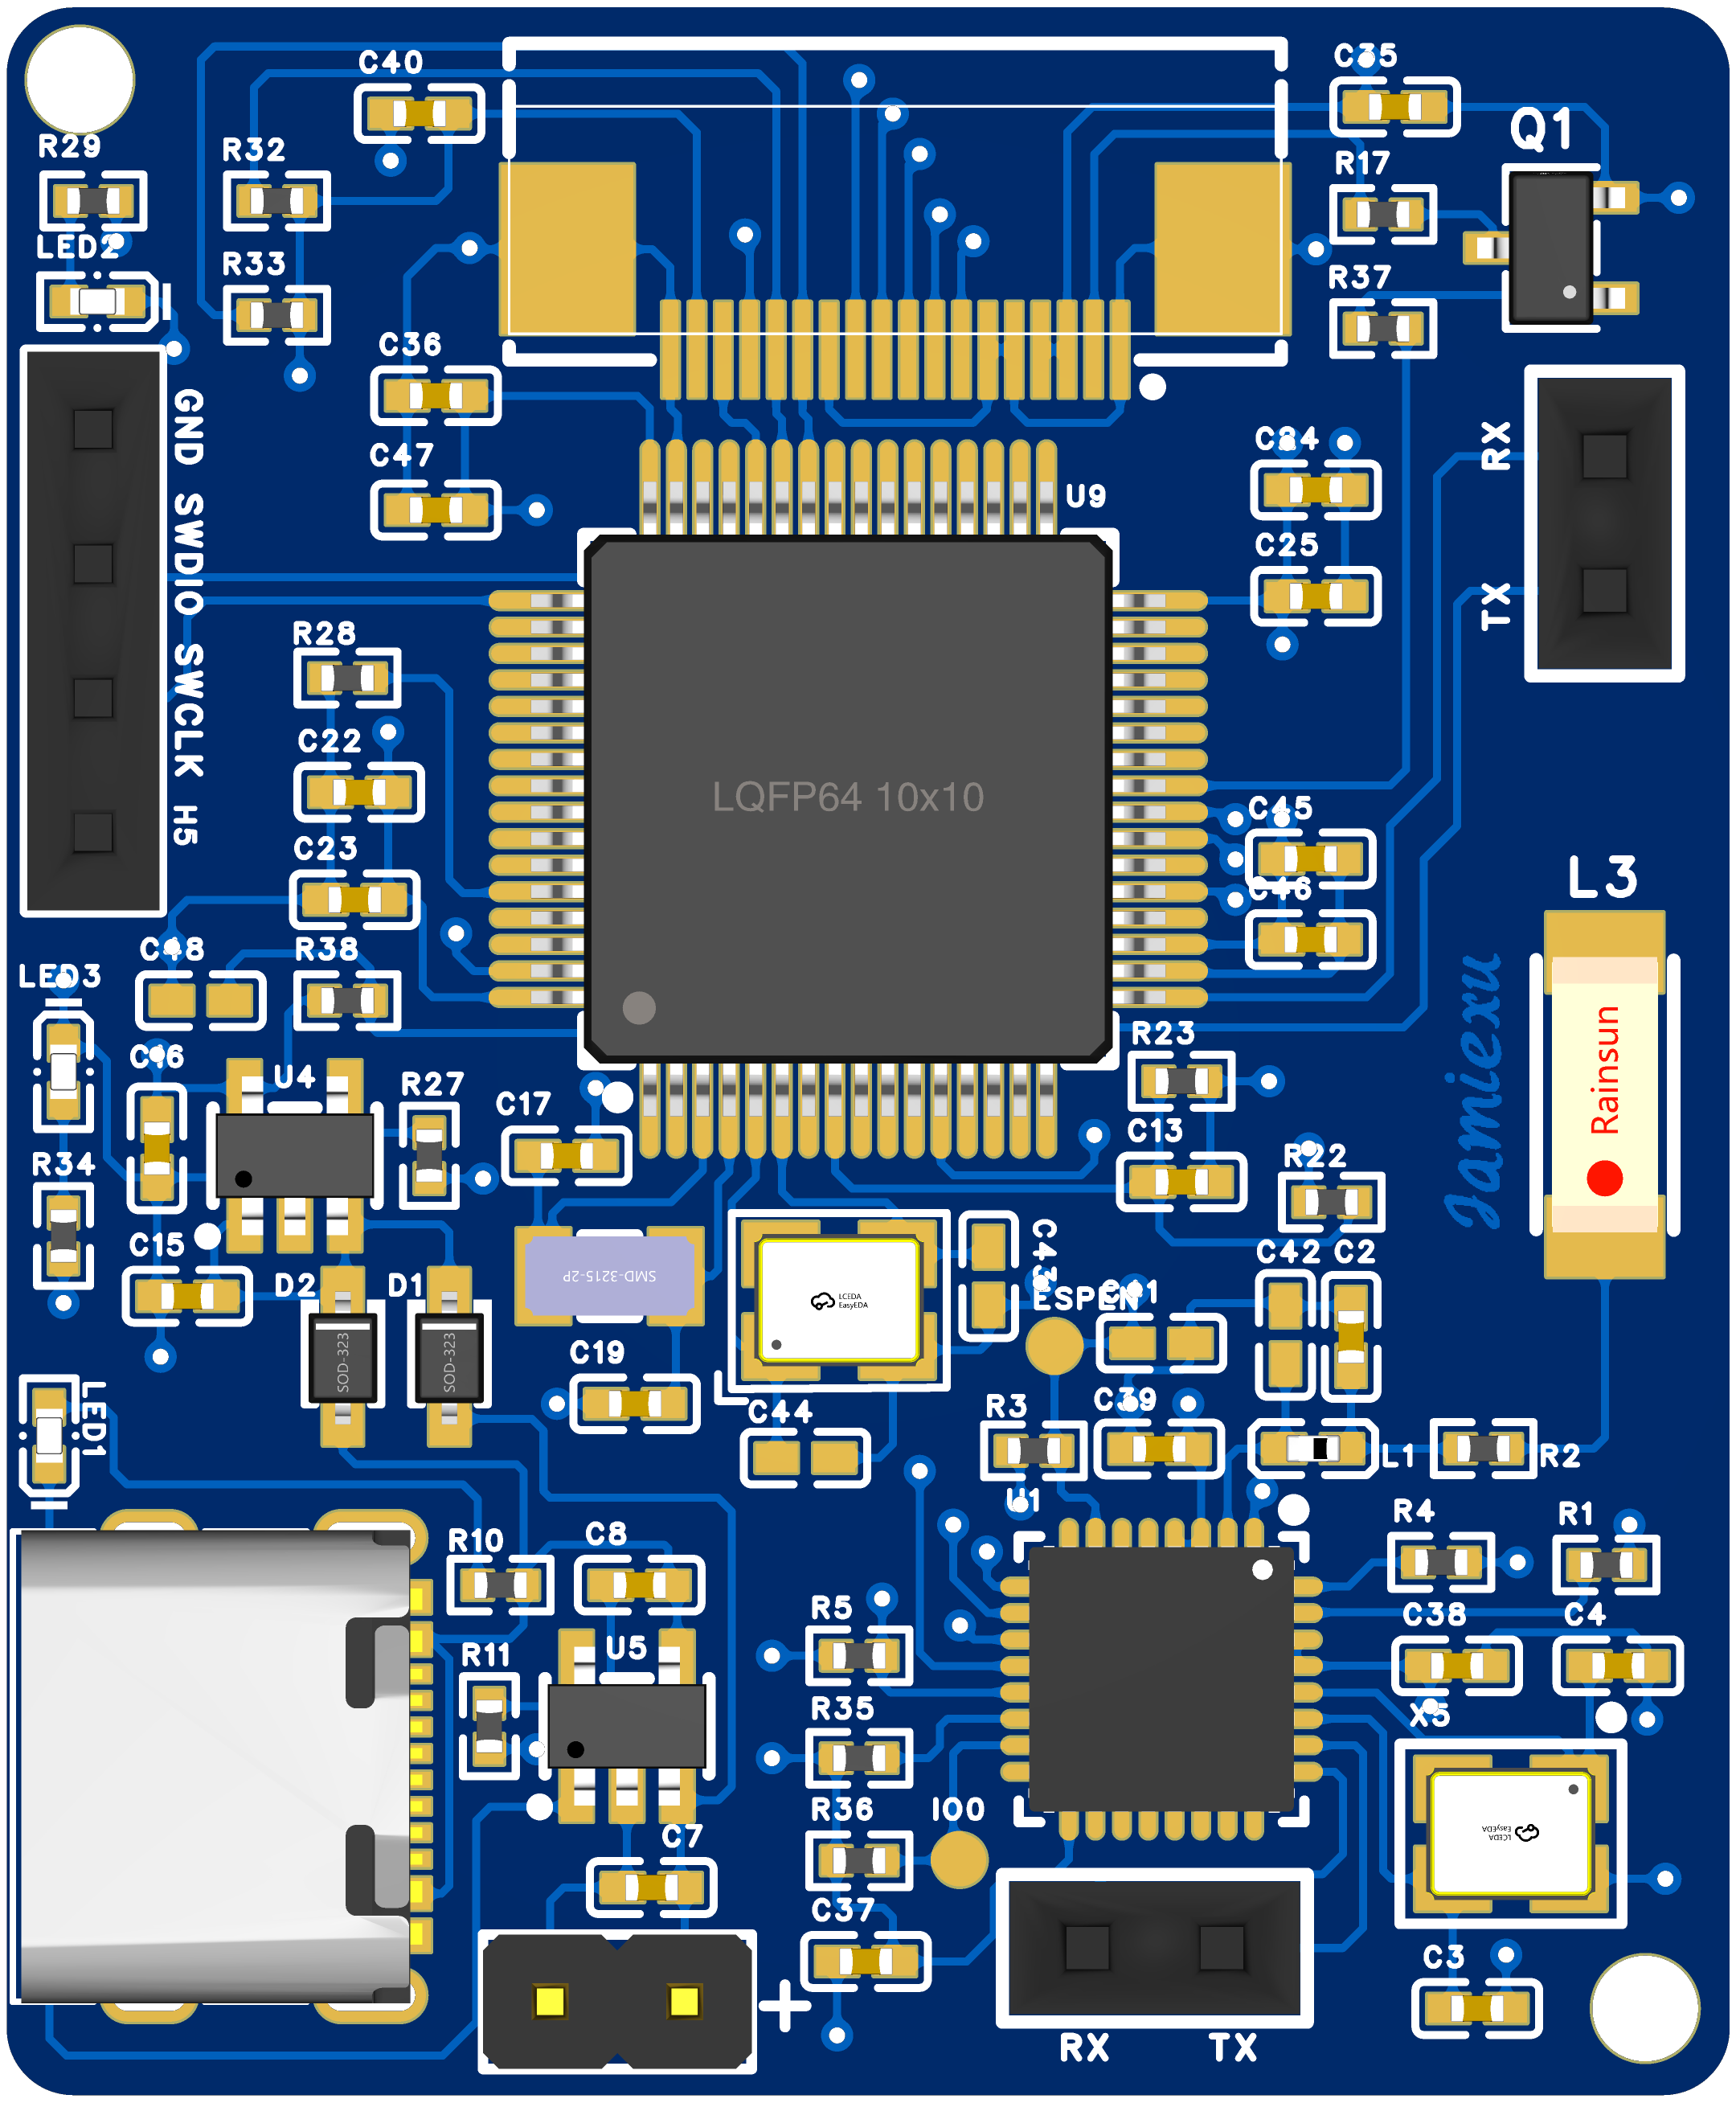 C40
C35
Q1
R29
R32
R17
LED2
R33
R37
C36
GND SWDIO SWCLK H5
C47
C24
RX
U9
C25
TX
R28
C22
LQFP64 10x10
C45
C23
L3
C46
C48
R38
LED3
Jamiexu
Rainsun
C16
U4
R27
R23
C17
C13
R34
R22
C15
D2
D1
C43
C42
C2
SMD-3215-2P
LCEDA
EasyEDA
ESPEN
C41
SOD-323
SOD-323
C19
LED1
C44
R3
C39
L1
R2
U1
R4
R1
R10
C8
R5
C38
C4
R11
U5
R35
X5
R36
IO0
C7
LCEDA
EasyEDA
C37
C3
+
RX
TX